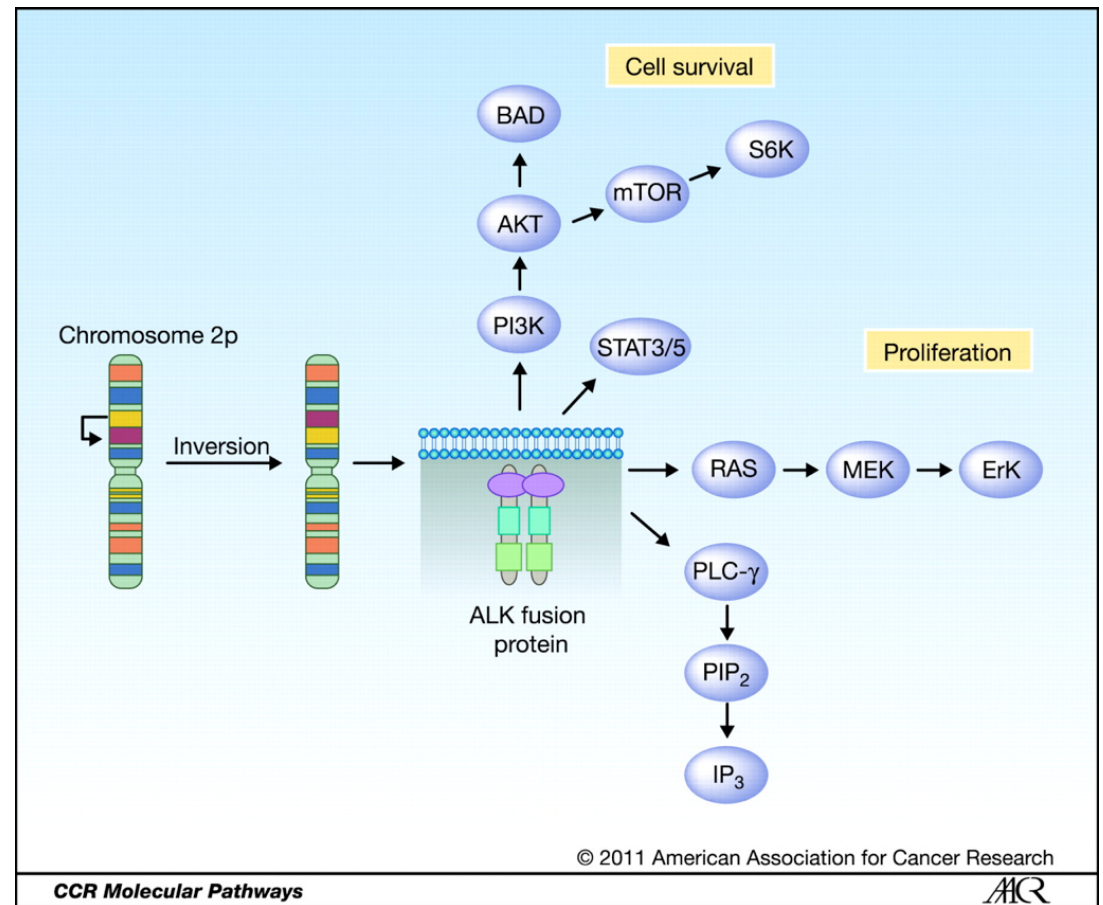 Cell survival
BAD
S6K
mTOR
AKT
PI3K
STAT3/5
Chromosome 2p
Proliferation
Inversion
RAS
MEK
ErK
PLC-γ
ALK fusion
protein
PIP₂
IP₃
© 2011 American Association for Cancer Research
CCR Molecular Pathways
AACR